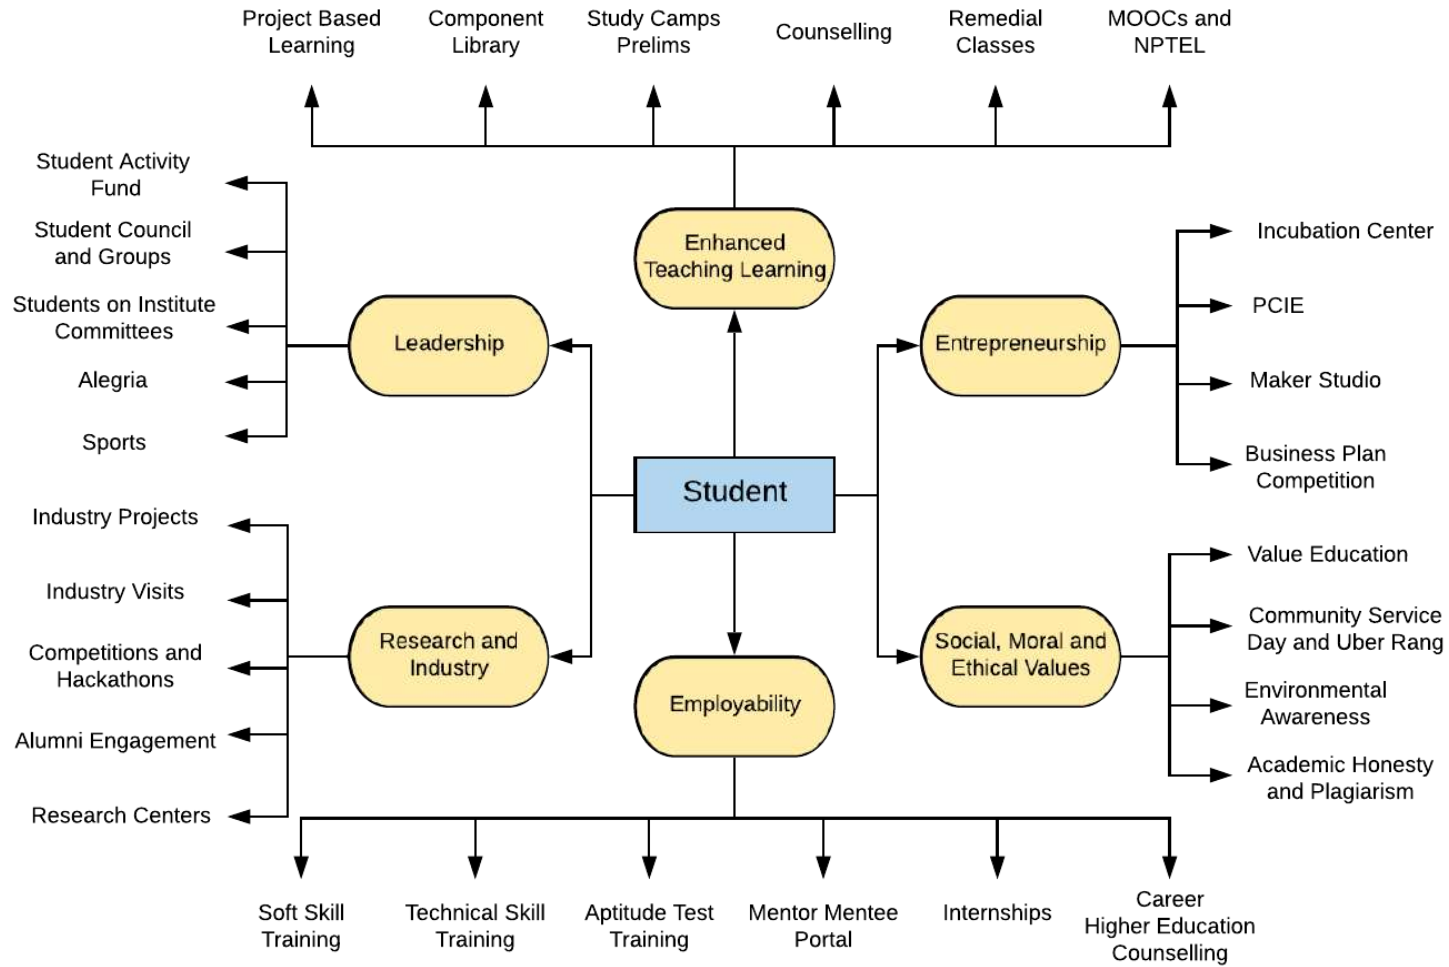 Project Based
Learning
Component
Library
Study Camps
Prelims
Counselling
Remedial
Classes
MOOCs and
NPTEL
Student Activity
Fund
Student Council
and Groups
Students on Institute
Committees
Alegria
Sports
Leadership
Enhanced
Teaching Learning
Entrepreneurship
Incubation Center
PCIE
Maker Studio
Business Plan
Competition
Student
Industry Projects
Industry Visits
Competitions and
Hackathons
Alumni Engagement
Research Centers
Research and
Industry
Employability
Social, Moral and
Ethical Values
Value Education
Community Service
Day and Uber Rang
Environmental
Awareness
Academic Honesty
and Plagiarism
Soft Skill
Training
Technical Skill
Training
Aptitude Test
Training
Mentor Mentee
Portal
Internships
Career
Higher Education
Counselling